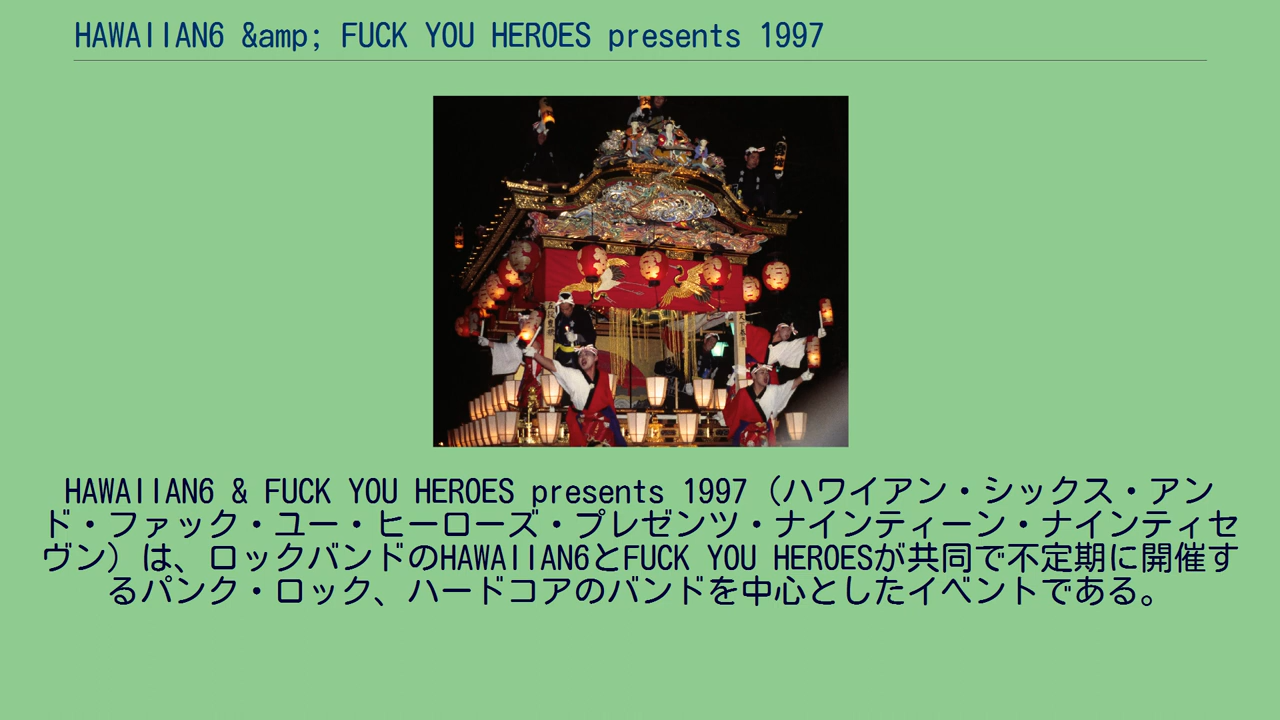 HAWAIIAN6 &amp; FUCK YOU HEROES presents 1997
HAWAIIAN6 & FUCK YOU HEROES presents 1997（ハワイアン・シックス・アン
ド・ファック・ユー・ヒーローズ・プレゼンツ・ナインティーン・ナインティセ
ヴン）は、ロックバンドのHAWAIIAN6とFUCK YOU HEROESが共同で不定期に開催す
るパンク・ロック、ハードコアのバンドを中心としたイベントである。